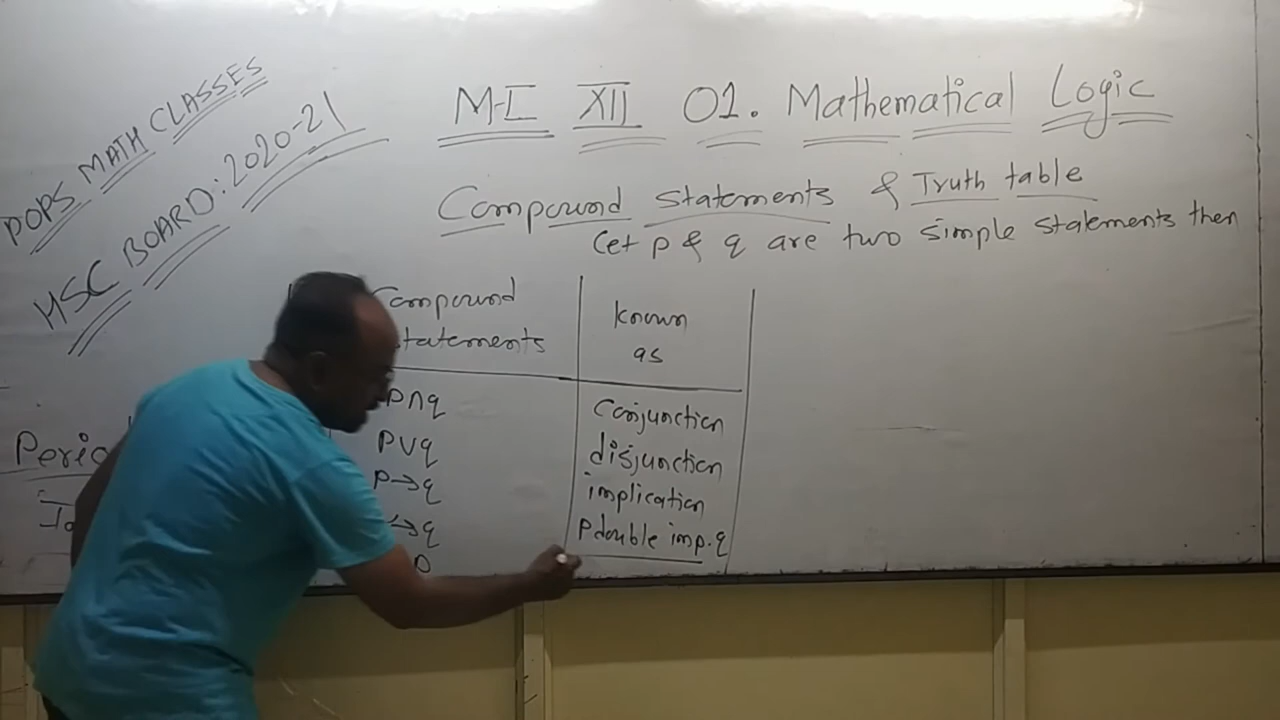 POPS MATH CLASSES
HSC BOARD: 2020-21
M-I XII 01. Mathematical Logic
Compound statements & Truth table
Let p & q are two simple statements then
Compound
statements
known
as
p∧q
conjunction
p∨q
disjunction
p→q
implication
→q
p double imp. q